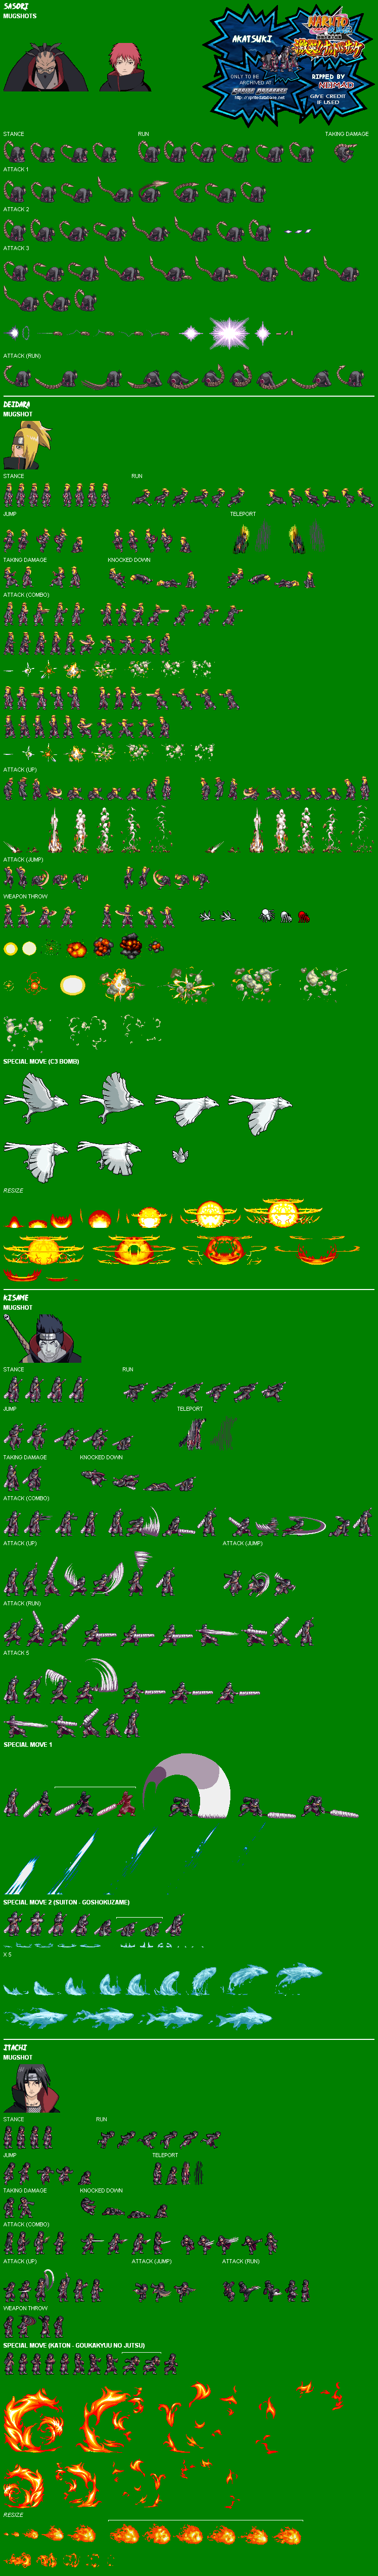 SASORI
MUGSHOTS
NARUTO
AKATSUKI
ONLY TO BE
ARCHIVED AT
RIPPED BY
GIVE CREDIT
IF USED
STANCE
RUN
TAKING DAMAGE
ATTACK 1
ATTACK 2
ATTACK 3
ATTACK (RUN)
DEIDARA
MUGSHOT
STANCE
RUN
JUMP
TELEPORT
TAKING DAMAGE
KNOCKED DOWN
ATTACK (COMBO)
ATTACK (UP)
ATTACK (JUMP)
WEAPON THROW
SPECIAL MOVE (C3 BOMB)
RESIZE
KISAME
MUGSHOT
STANCE
RUN
JUMP
TELEPORT
TAKING DAMAGE
KNOCKED DOWN
ATTACK (COMBO)
ATTACK (UP)
ATTACK (JUMP)
ATTACK (RUN)
ATTACK 5
SPECIAL MOVE 1
SPECIAL MOVE 2 (SUITON - GOSHOKUZAME)
X 5
ITACHI
MUGSHOT
STANCE
RUN
JUMP
TELEPORT
TAKING DAMAGE
KNOCKED DOWN
ATTACK (COMBO)
ATTACK (UP)
ATTACK (JUMP)
ATTACK (RUN)
WEAPON THROW
SPECIAL MOVE (KATON - GOUKAKYUU NO JUTSU)
RESIZE